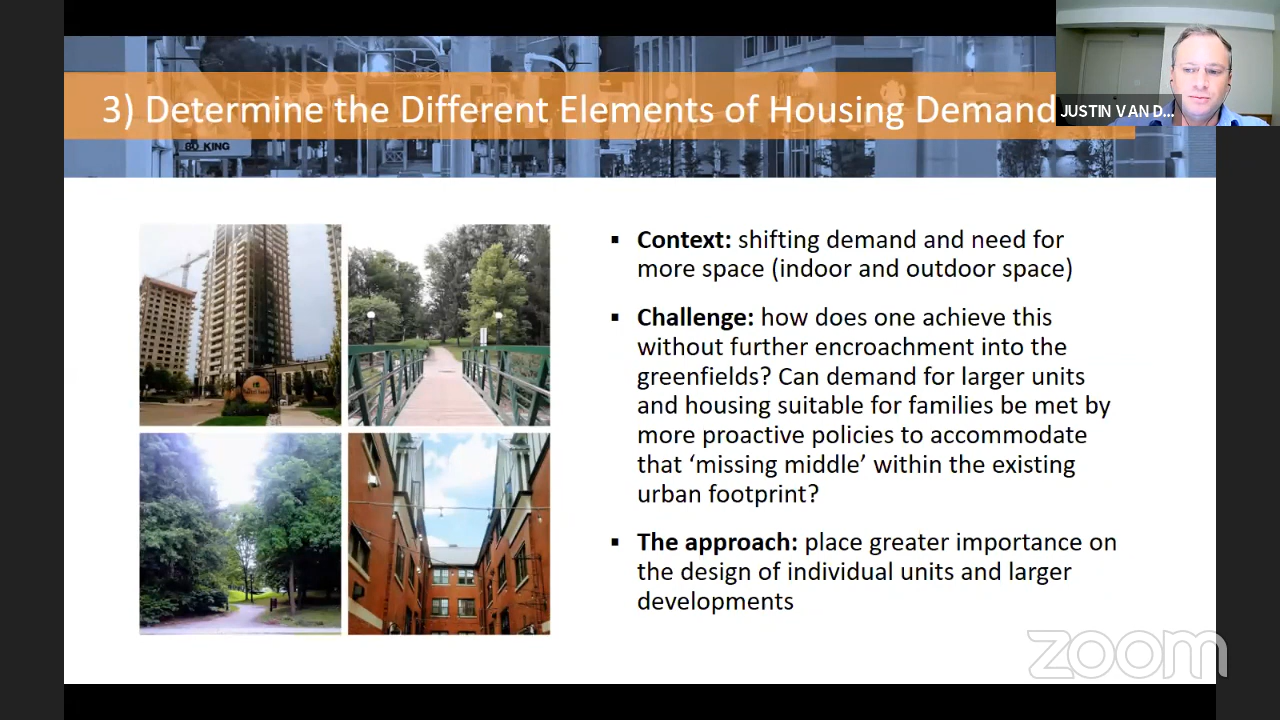 3) Determine the Different Elements of Housing Demand
JUSTIN VAN D...
80 KING
▪ Context: shifting demand and need for
more space (indoor and outdoor space)
▪ Challenge: how does one achieve this
without further encroachment into the
greenfields? Can demand for larger units
and housing suitable for families be met by
more proactive policies to accommodate
that ‘missing middle’ within the existing
urban footprint?
▪ The approach: place greater importance on
the design of individual units and larger
developments
zoom